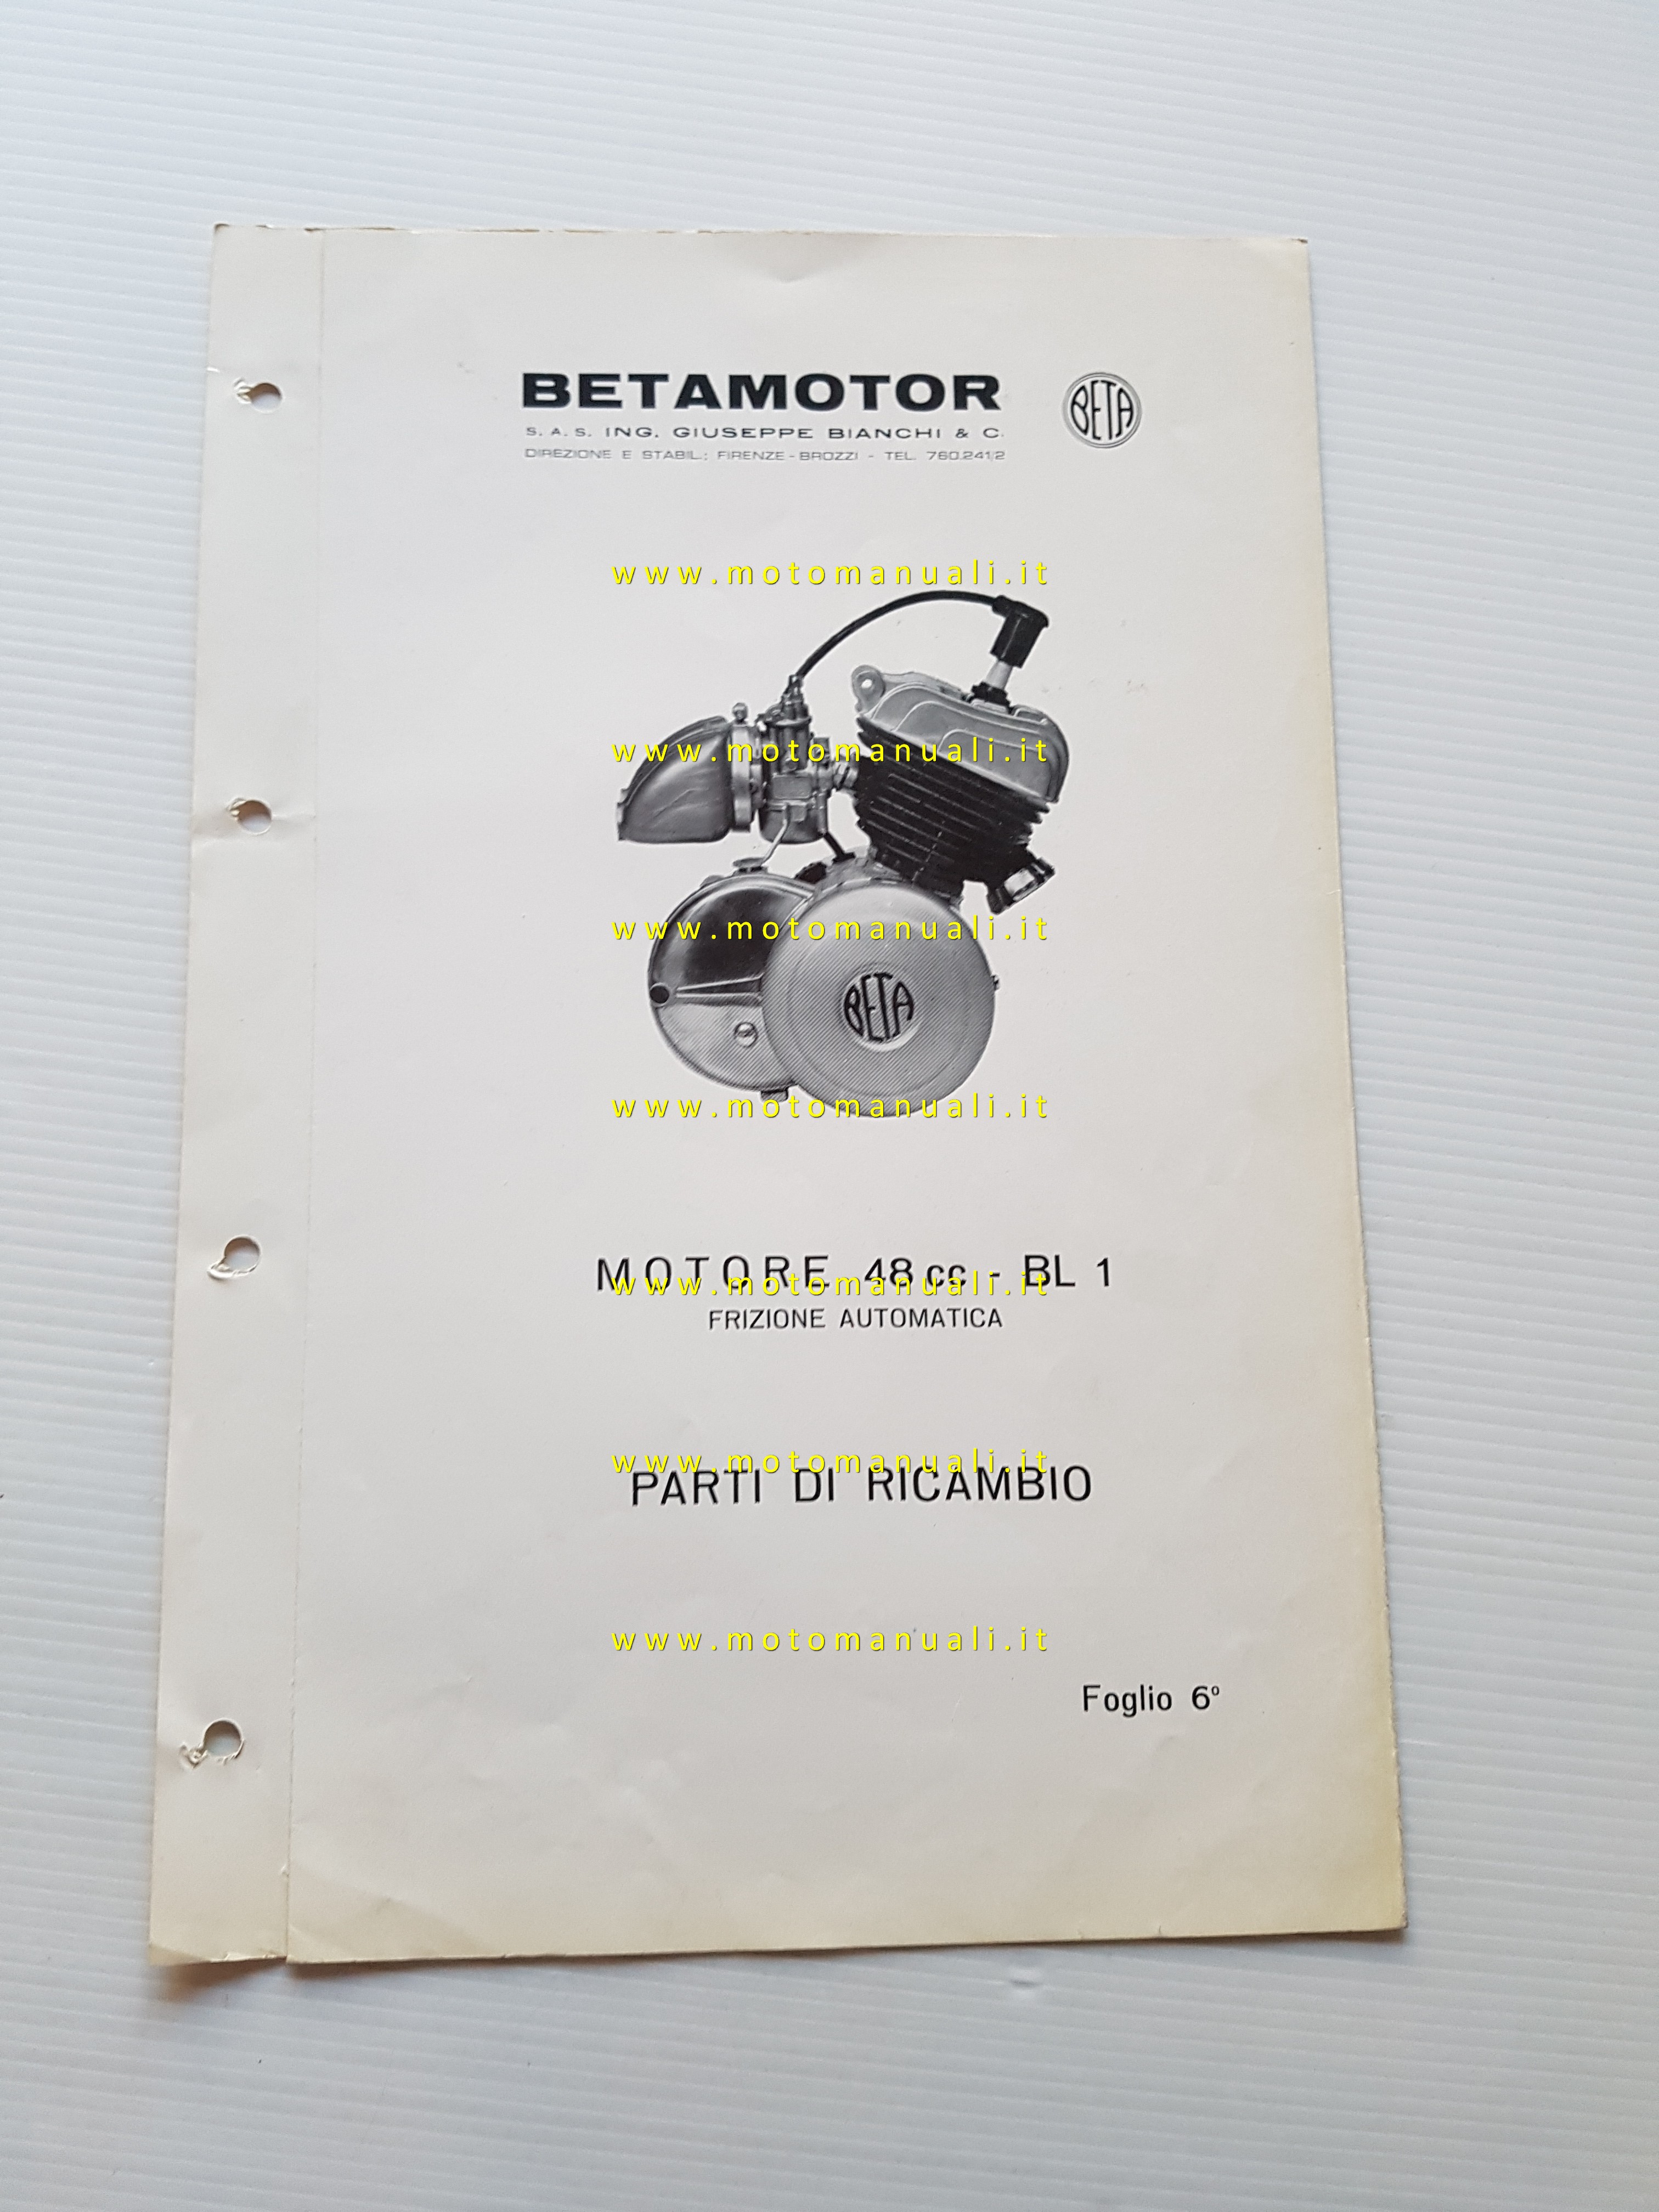 BETAMOTOR
BETA
S. A. S. ING. GIUSEPPE BIANCHI & C.
DIREZIONE E STABIL.: FIRENZE - BROZZI - TEL. 760.241/2
www.motomanuali.it
www.motomanuali.it
www.motomanuali.it
BETA
www.motomanuali.it
MOTORE 48 cc - BL 1
www.motomanuali.it
FRIZIONE AUTOMATICA
www.motomanuali.it
PARTI DI RICAMBIO
www.motomanuali.it
Foglio 6°